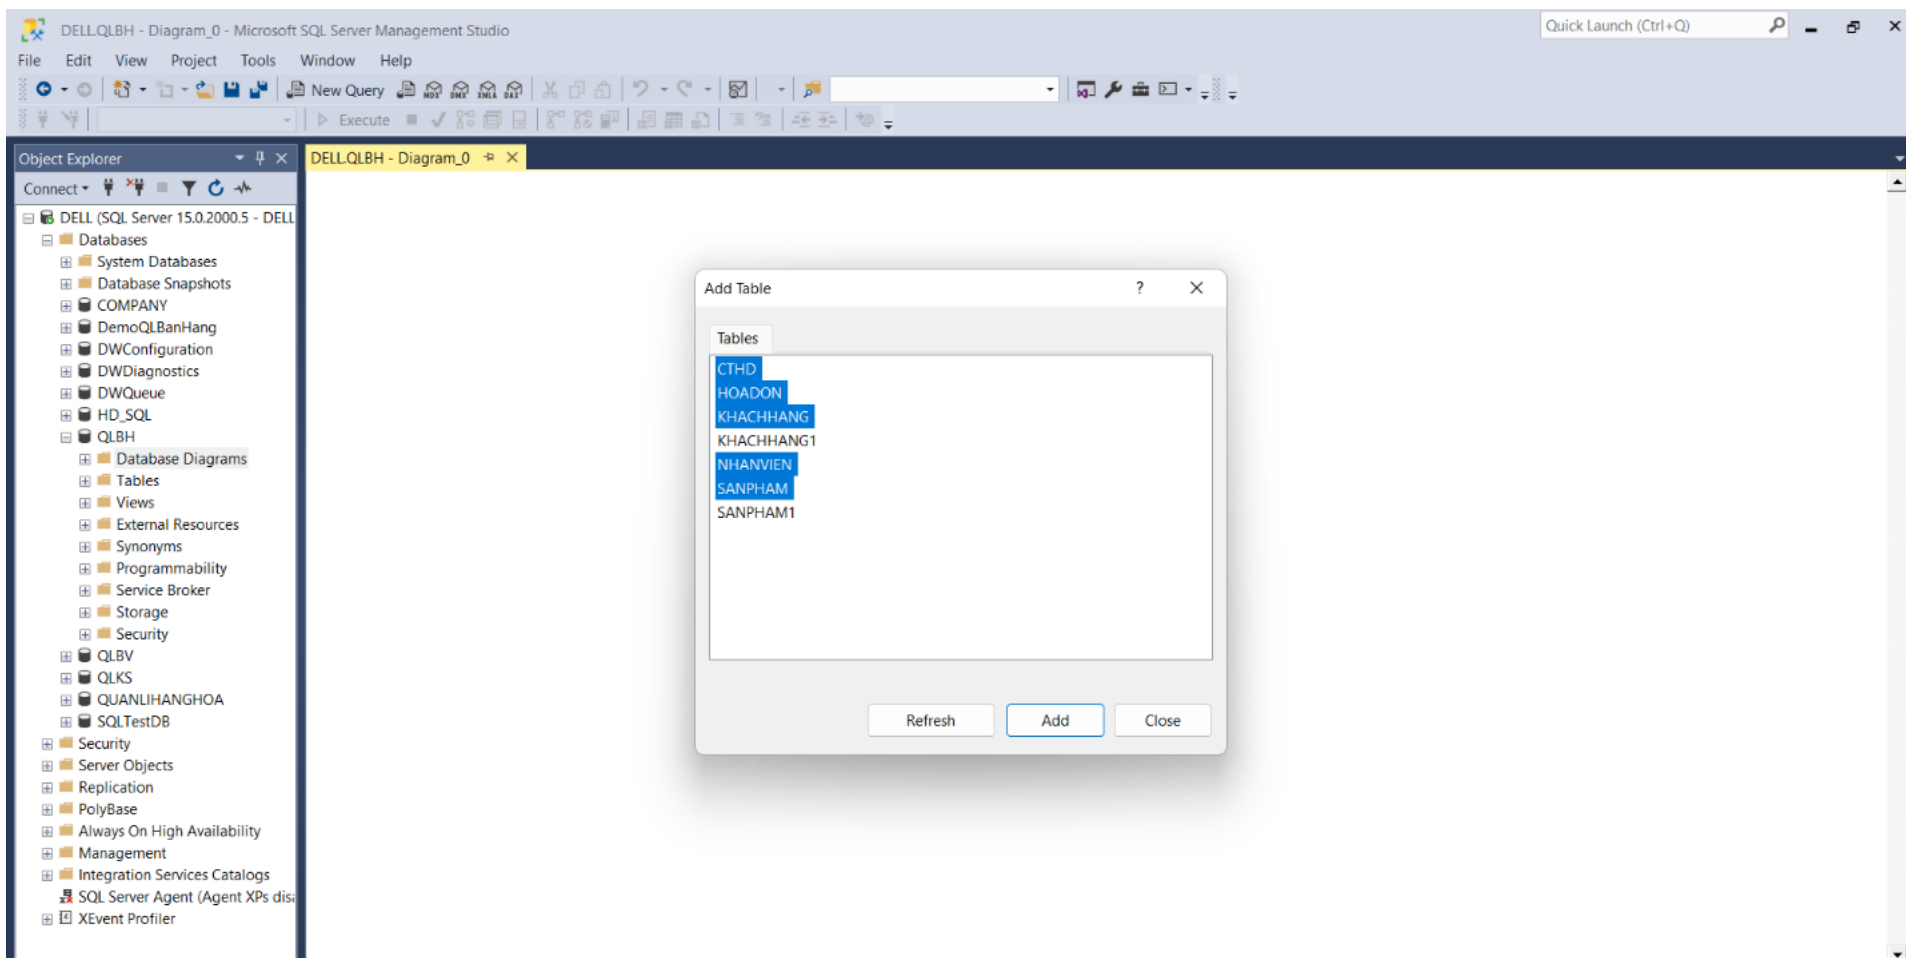 DELL.QLBH - Diagram_0 - Microsoft SQL Server Management Studio
Quick Launch (Ctrl+Q)
File Edit View Project Tools Window Help
New Query MDX DMX XMLA DAX
Execute
Object Explorer
DELL.QLBH - Diagram_0
Connect
DELL (SQL Server 15.0.2000.5 - DELL
Databases
System Databases
Database Snapshots
COMPANY
DemoQLBanHang
DWConfiguration
DWDiagnostics
DWQueue
HD_SQL
QLBH
Database Diagrams
Tables
Views
External Resources
Synonyms
Programmability
Service Broker
Storage
Security
QLBV
QLKS
QUANLIHANGHOA
SQLTestDB
Security
Server Objects
Replication
PolyBase
Always On High Availability
Management
Integration Services Catalogs
SQL Server Agent (Agent XPs disa
XEvent Profiler
Add Table
?
Tables
CTHD
HOADON
KHACHHANG
KHACHHANG1
NHANVIEN
SANPHAM
SANPHAM1
Refresh Add Close